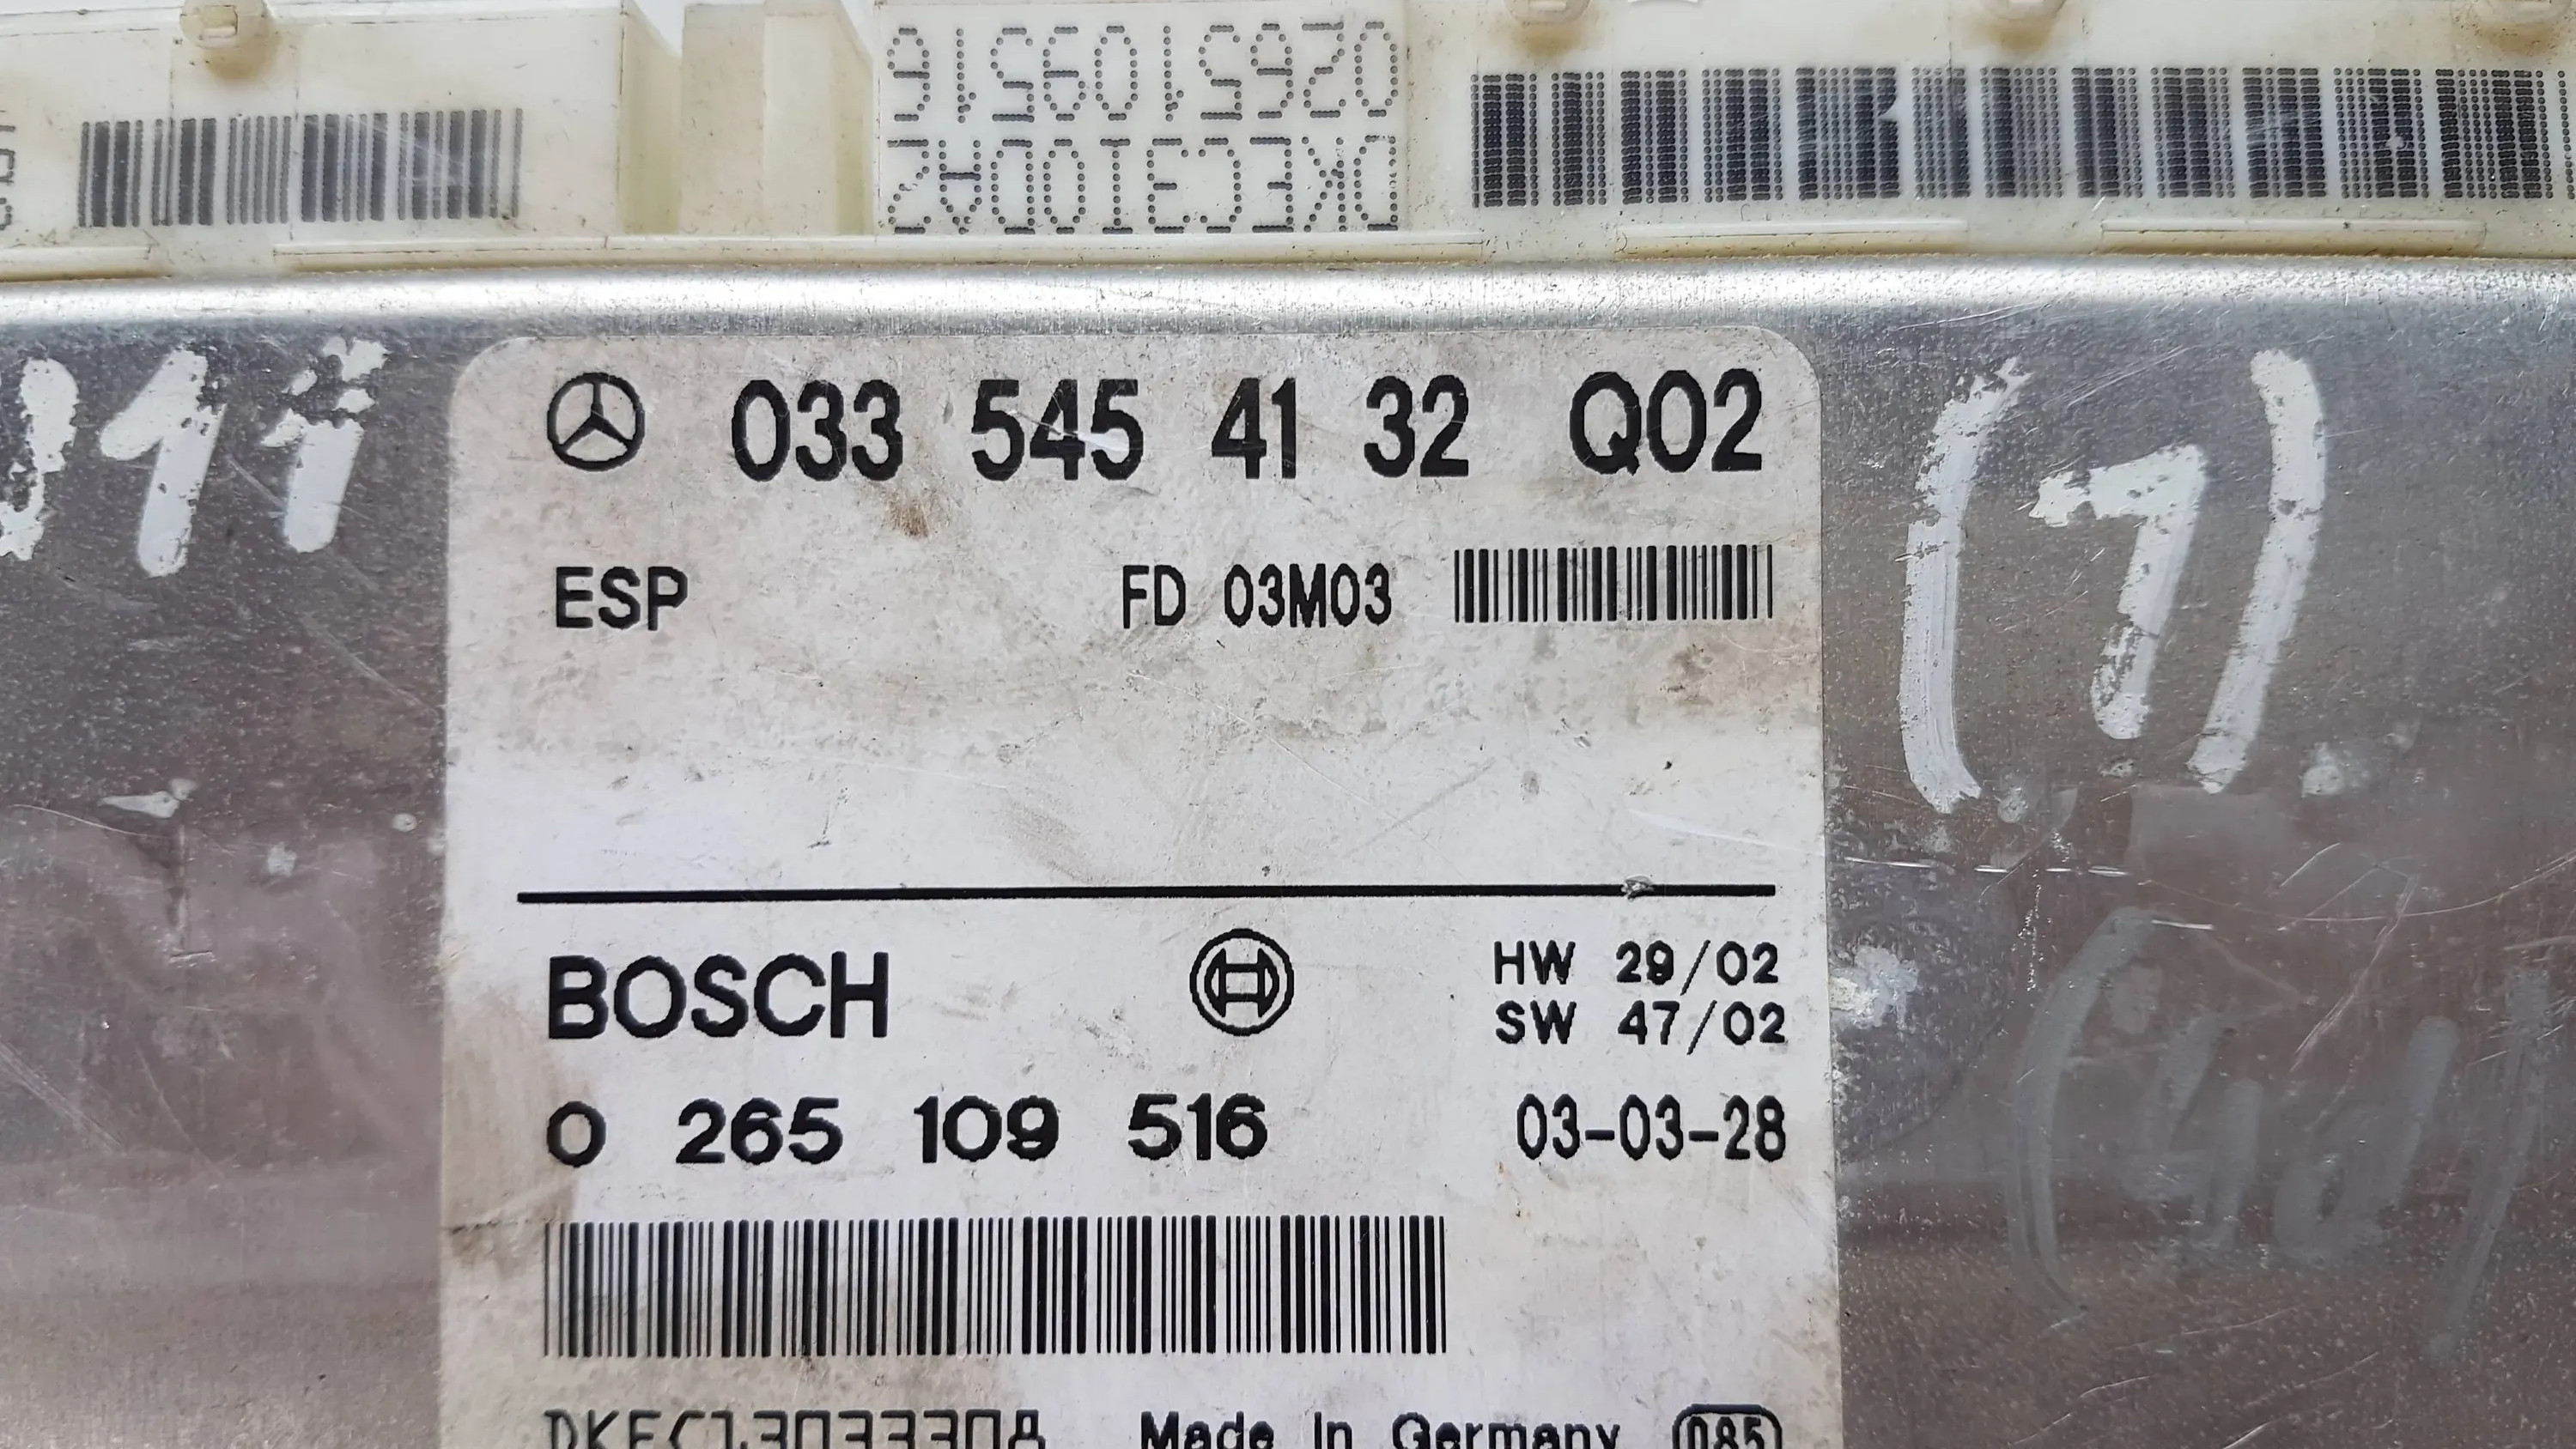 0265109516
DKEC3100A2
033 545 41 32 Q02
ESP FD 03M03
(1)
BOSCH
HW 29/02
SW 47/02
0 265 109 516 03-03-28
Made In Germany 085